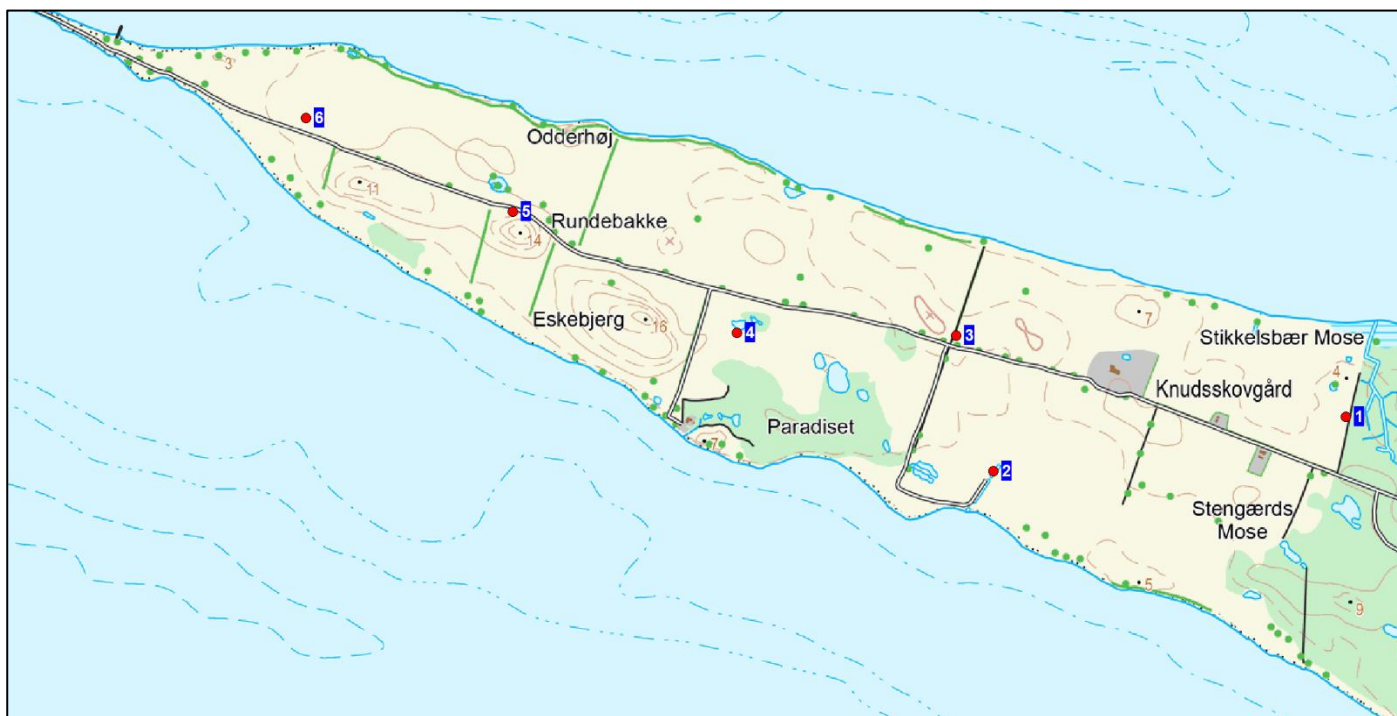 3
6
Odderhøj
11
5
Rundebakke
14
7
Eskebjerg
16
4
3
Stikkelsbær Mose
4
Knudsskovgård
1
Paradiset
7
2
Stengærds
Mose
5
9